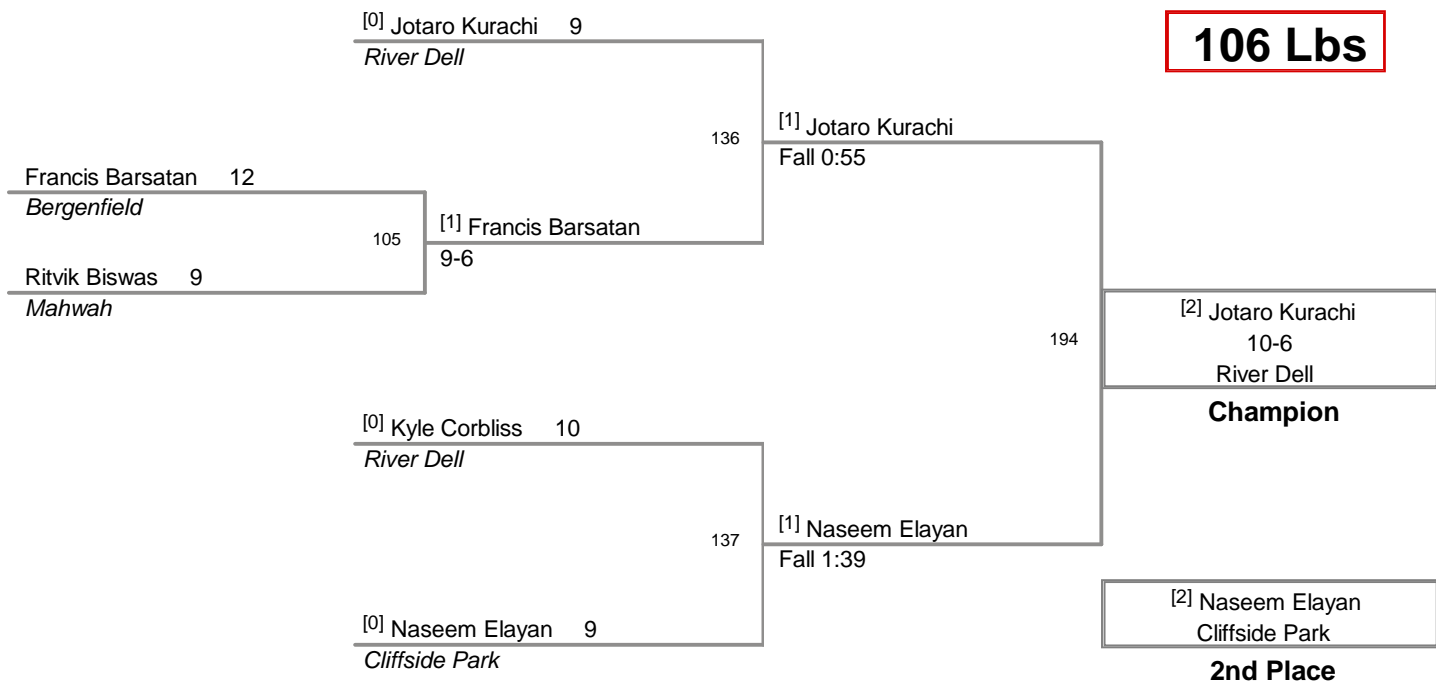 [0] Jotaro Kurachi 9
River Dell
106 Lbs
136
[1] Jotaro Kurachi
Fall 0:55
Francis Barsatan 12
Bergenfield
105
[1] Francis Barsatan
9-6
Ritvik Biswas 9
Mahwah
194
[2] Jotaro Kurachi
10-6
River Dell
Champion
[0] Kyle Corbliss 10
River Dell
137
[1] Naseem Elayan
Fall 1:39
[0] Naseem Elayan 9
Cliffside Park
[2] Naseem Elayan
Cliffside Park
2nd Place